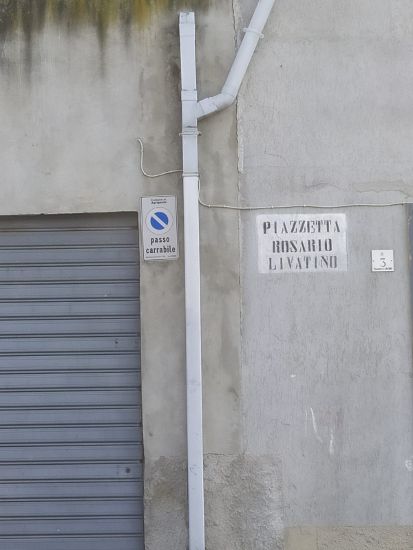 passo
carrabile
PIAZZETTA
ROSARIO
LIVATINO
3